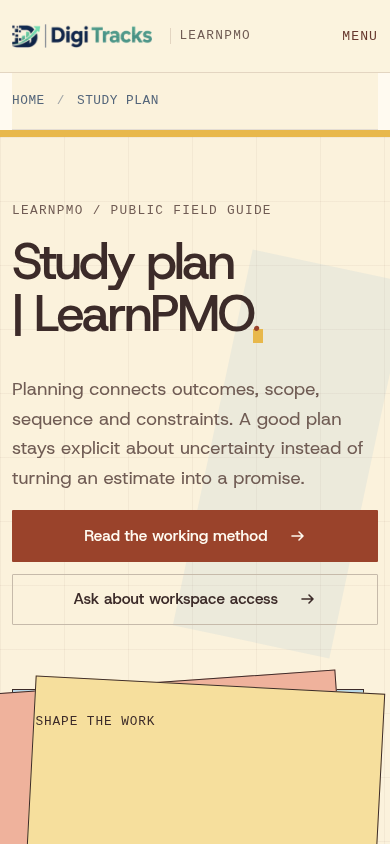 DigiTracks LEARNPMO MENU
HOME / STUDY PLAN
LEARNPMO / PUBLIC FIELD GUIDE
Study plan
| LearnPMO.
Planning connects outcomes, scope,
sequence and constraints. A good plan
stays explicit about uncertainty instead of
turning an estimate into a promise.
Read the working method →
Ask about workspace access →
SHAPE THE WORK